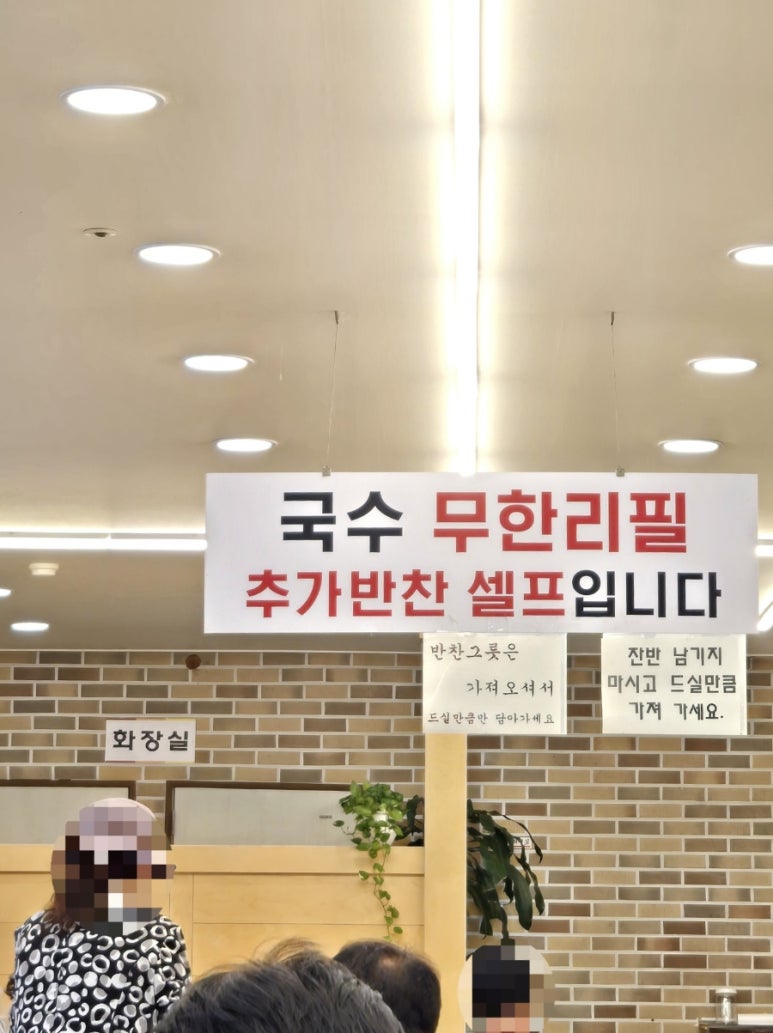 국수 무한리필
추가반찬 셀프입니다
반찬그릇은
가져오셔서
드실만큼만 담아가세요
잔반 남기지
마시고 드실만큼
가져 가세요.
화장실